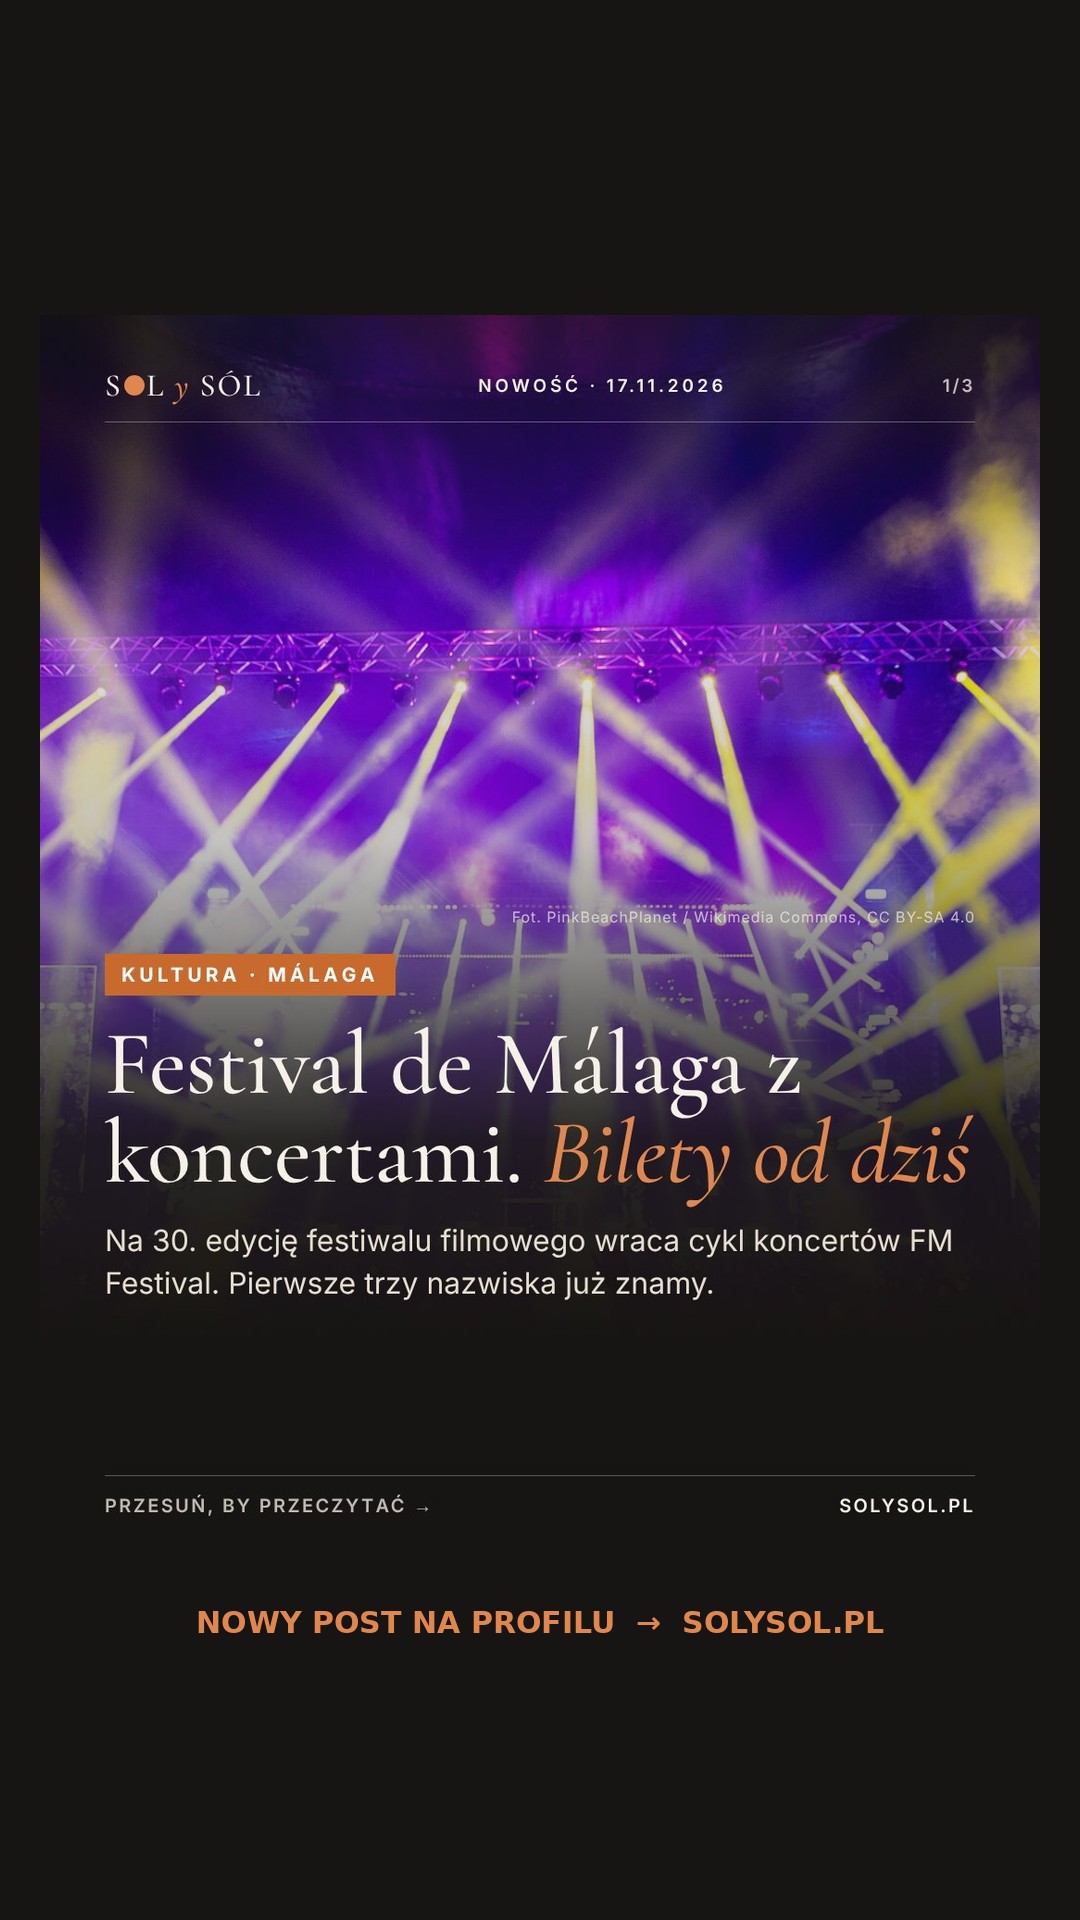 SOL y SÓL
NOWOŚĆ · 17.11.2026
1/3
Fot. PinkBeachPlanet / Wikimedia Commons, CC BY-SA 4.0
KULTURA · MÁLAGA
Festival de Málaga z
koncertami. Bilety od dziś
Na 30. edycję festiwalu filmowego wraca cykl koncertów FM
Festival. Pierwsze trzy nazwiska już znamy.
PRZESUŃ, BY PRZECZYTAĆ →
SOLYSOL.PL
NOWY POST NA PROFILU → SOLYSOL.PL